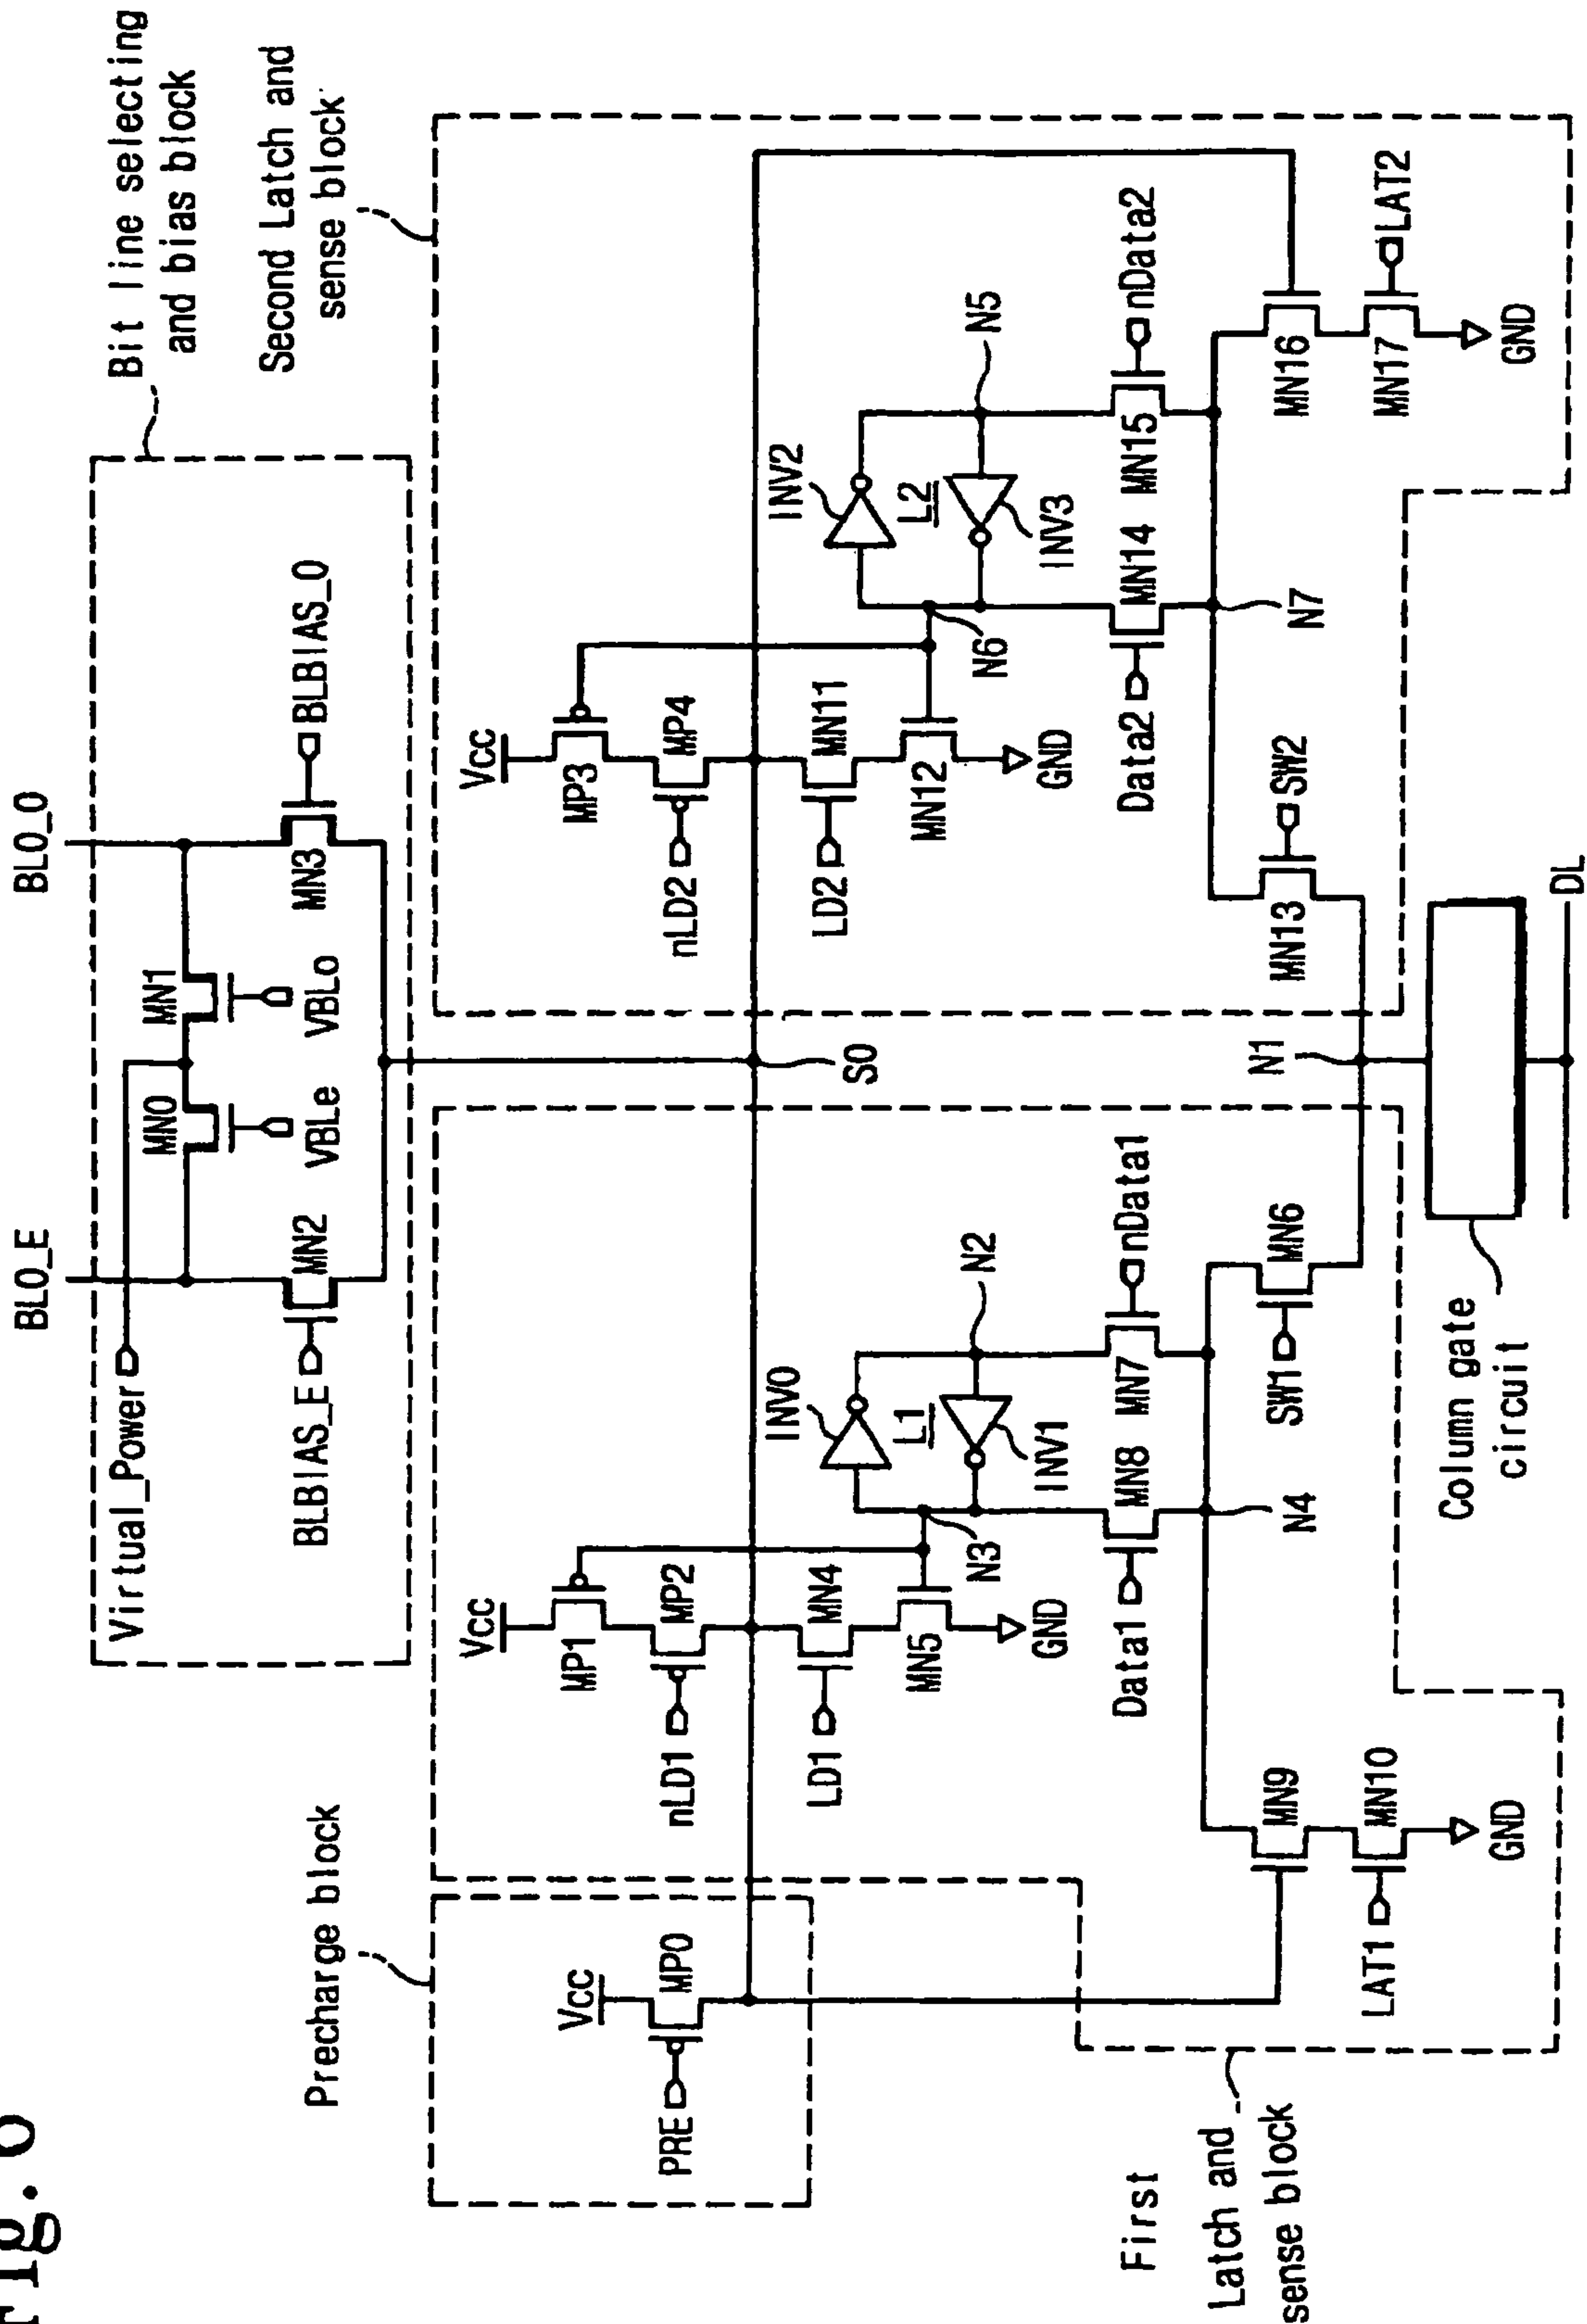 Fig. 6
BLO_E
BLO_O
Bit line selecting
and bias block
Virtual_Power
MN0
MN1
VBLe
VBLo
BLBIAS_E
MN2
MN3
BLBIAS_O
Second Latch and
sense block
Precharge block
Vcc
PRE
MP0
Vcc
MP1
nLD1
MP2
LD1
MN4
MN5
GND
INV0
L1
INV1
N2
N3
Data1
MN8
MN7
nData1
N4
SW1
MN6
MN9
LAT1
MN10
GND
First
Latch and
sense block
SO
Vcc
MP3
nLD2
MP4
LD2
MN11
MN12
GND
INV2
L2
INV3
N5
N6
Data2
MN14
MN15
nData2
N7
MN13
SW2
MN16
MN17
LAT2
GND
N1
Column gate
circuit
DL